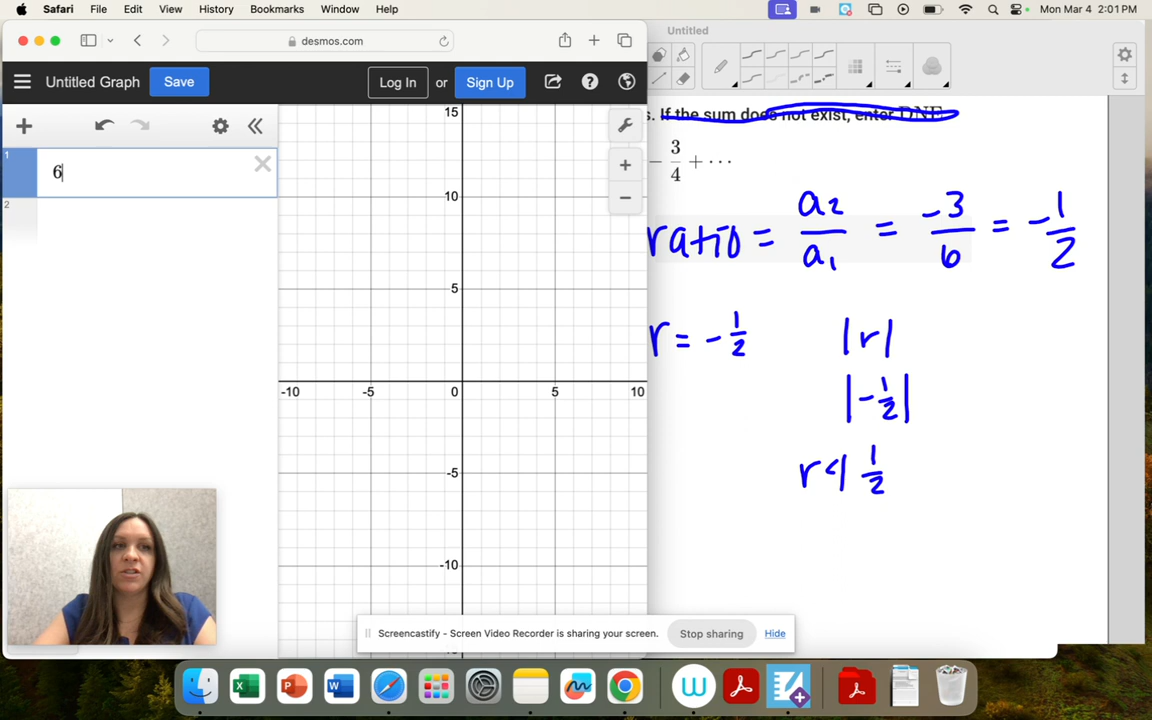 Safari File Edit View History Bookmarks Window Help Mon Mar 4 2:01 PM
desmos.com
Untitled
Untitled Graph Save Log In or Sign Up
1
6
2
15
10
5
-10 -5 0 5 10
-5
-10
s. If the sum does not exist, enter DNE
- 3/4 + ⋯
ratio = a2/a1 = -3/6 = -1/2
r = -1/2 |r|
|-1/2|
r<1 1/2
Screencastify - Screen Video Recorder is sharing your screen. Stop sharing Hide